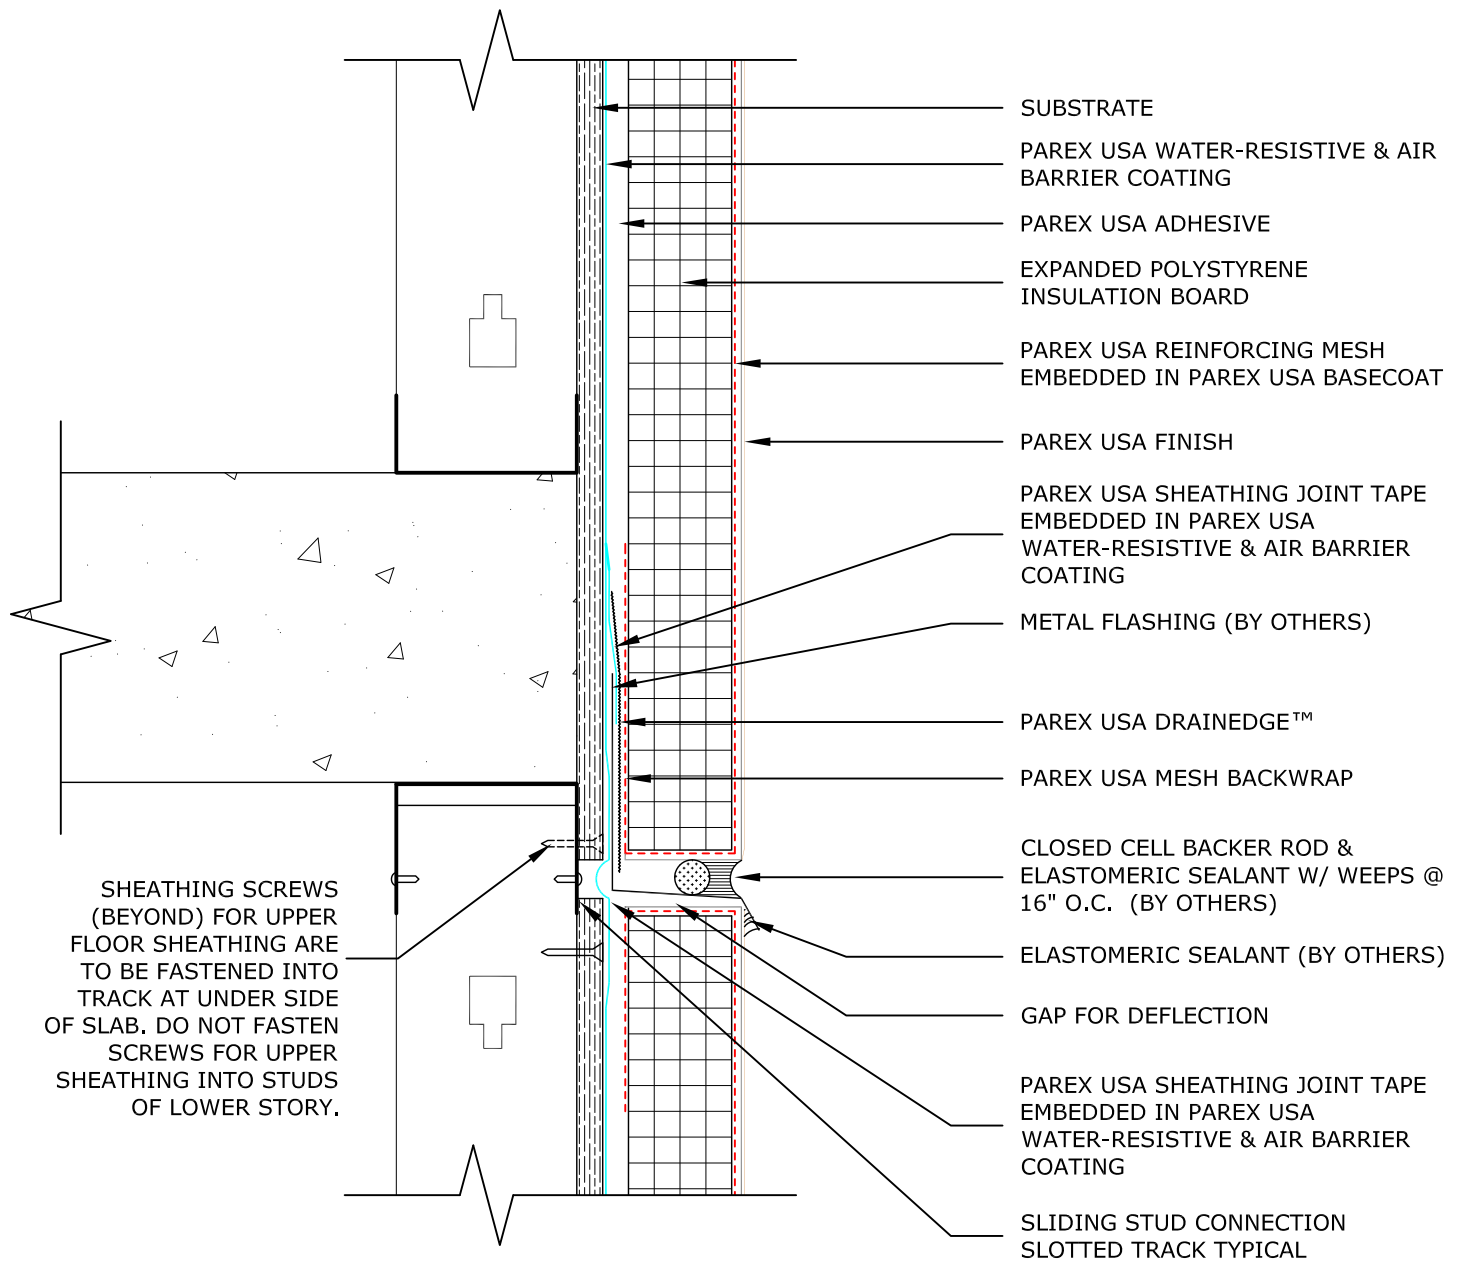 SUBSTRATE
PAREX USA WATER-RESISTIVE & AIR
BARRIER COATING
PAREX USA ADHESIVE
EXPANDED POLYSTYRENE
INSULATION BOARD
PAREX USA REINFORCING MESH
EMBEDDED IN PAREX USA BASECOAT
PAREX USA FINISH
PAREX USA SHEATHING JOINT TAPE
EMBEDDED IN PAREX USA
WATER-RESISTIVE & AIR BARRIER
COATING
METAL FLASHING (BY OTHERS)
PAREX USA DRAINEDGE™
PAREX USA MESH BACKWRAP
CLOSED CELL BACKER ROD &
ELASTOMERIC SEALANT W/ WEEPS @
16" O.C. (BY OTHERS)
ELASTOMERIC SEALANT (BY OTHERS)
GAP FOR DEFLECTION
PAREX USA SHEATHING JOINT TAPE
EMBEDDED IN PAREX USA
WATER-RESISTIVE & AIR BARRIER
COATING
SLIDING STUD CONNECTION
SLOTTED TRACK TYPICAL
SHEATHING SCREWS
(BEYOND) FOR UPPER
FLOOR SHEATHING ARE
TO BE FASTENED INTO
TRACK AT UNDER SIDE
OF SLAB. DO NOT FASTEN
SCREWS FOR UPPER
SHEATHING INTO STUDS
OF LOWER STORY.